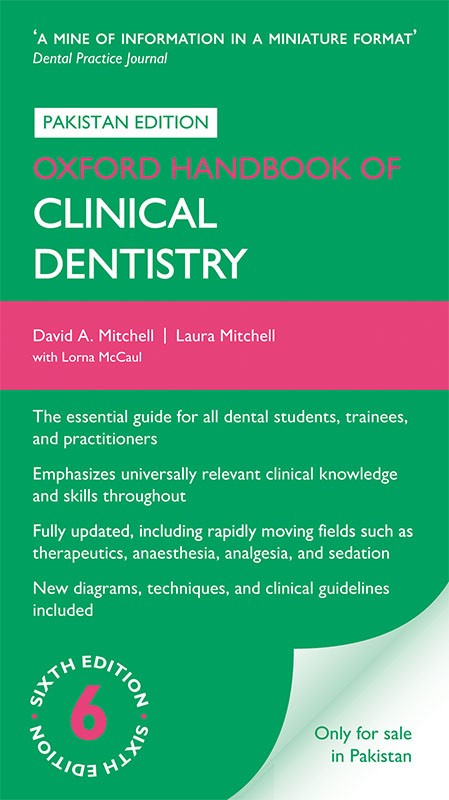 ‘A MINE OF INFORMATION IN A MINIATURE FORMAT’
Dental Practice Journal
PAKISTAN EDITION
OXFORD HANDBOOK OF
CLINICAL
DENTISTRY
David A. Mitchell | Laura Mitchell
with Lorna McCaul
The essential guide for all dental students, trainees,
and practitioners
Emphasizes universally relevant clinical knowledge
and skills throughout
Fully updated, including rapidly moving fields such as
therapeutics, anaesthesia, analgesia, and sedation
New diagrams, techniques, and clinical guidelines
included
SIXTH EDITION · SIXTH EDITION ·
6
Only for sale
in Pakistan